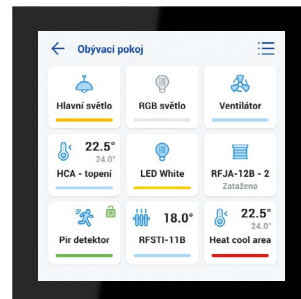 Obývací pokoj
Hlavní světlo
RGB světlo
Ventilátor
22.5°
24.0°
HCA - topení
LED White
RFJA-12B - 2
Zataženo
Pir detektor
18.0°
RFSTI-11B
22.5°
24.0°
Heat cool area